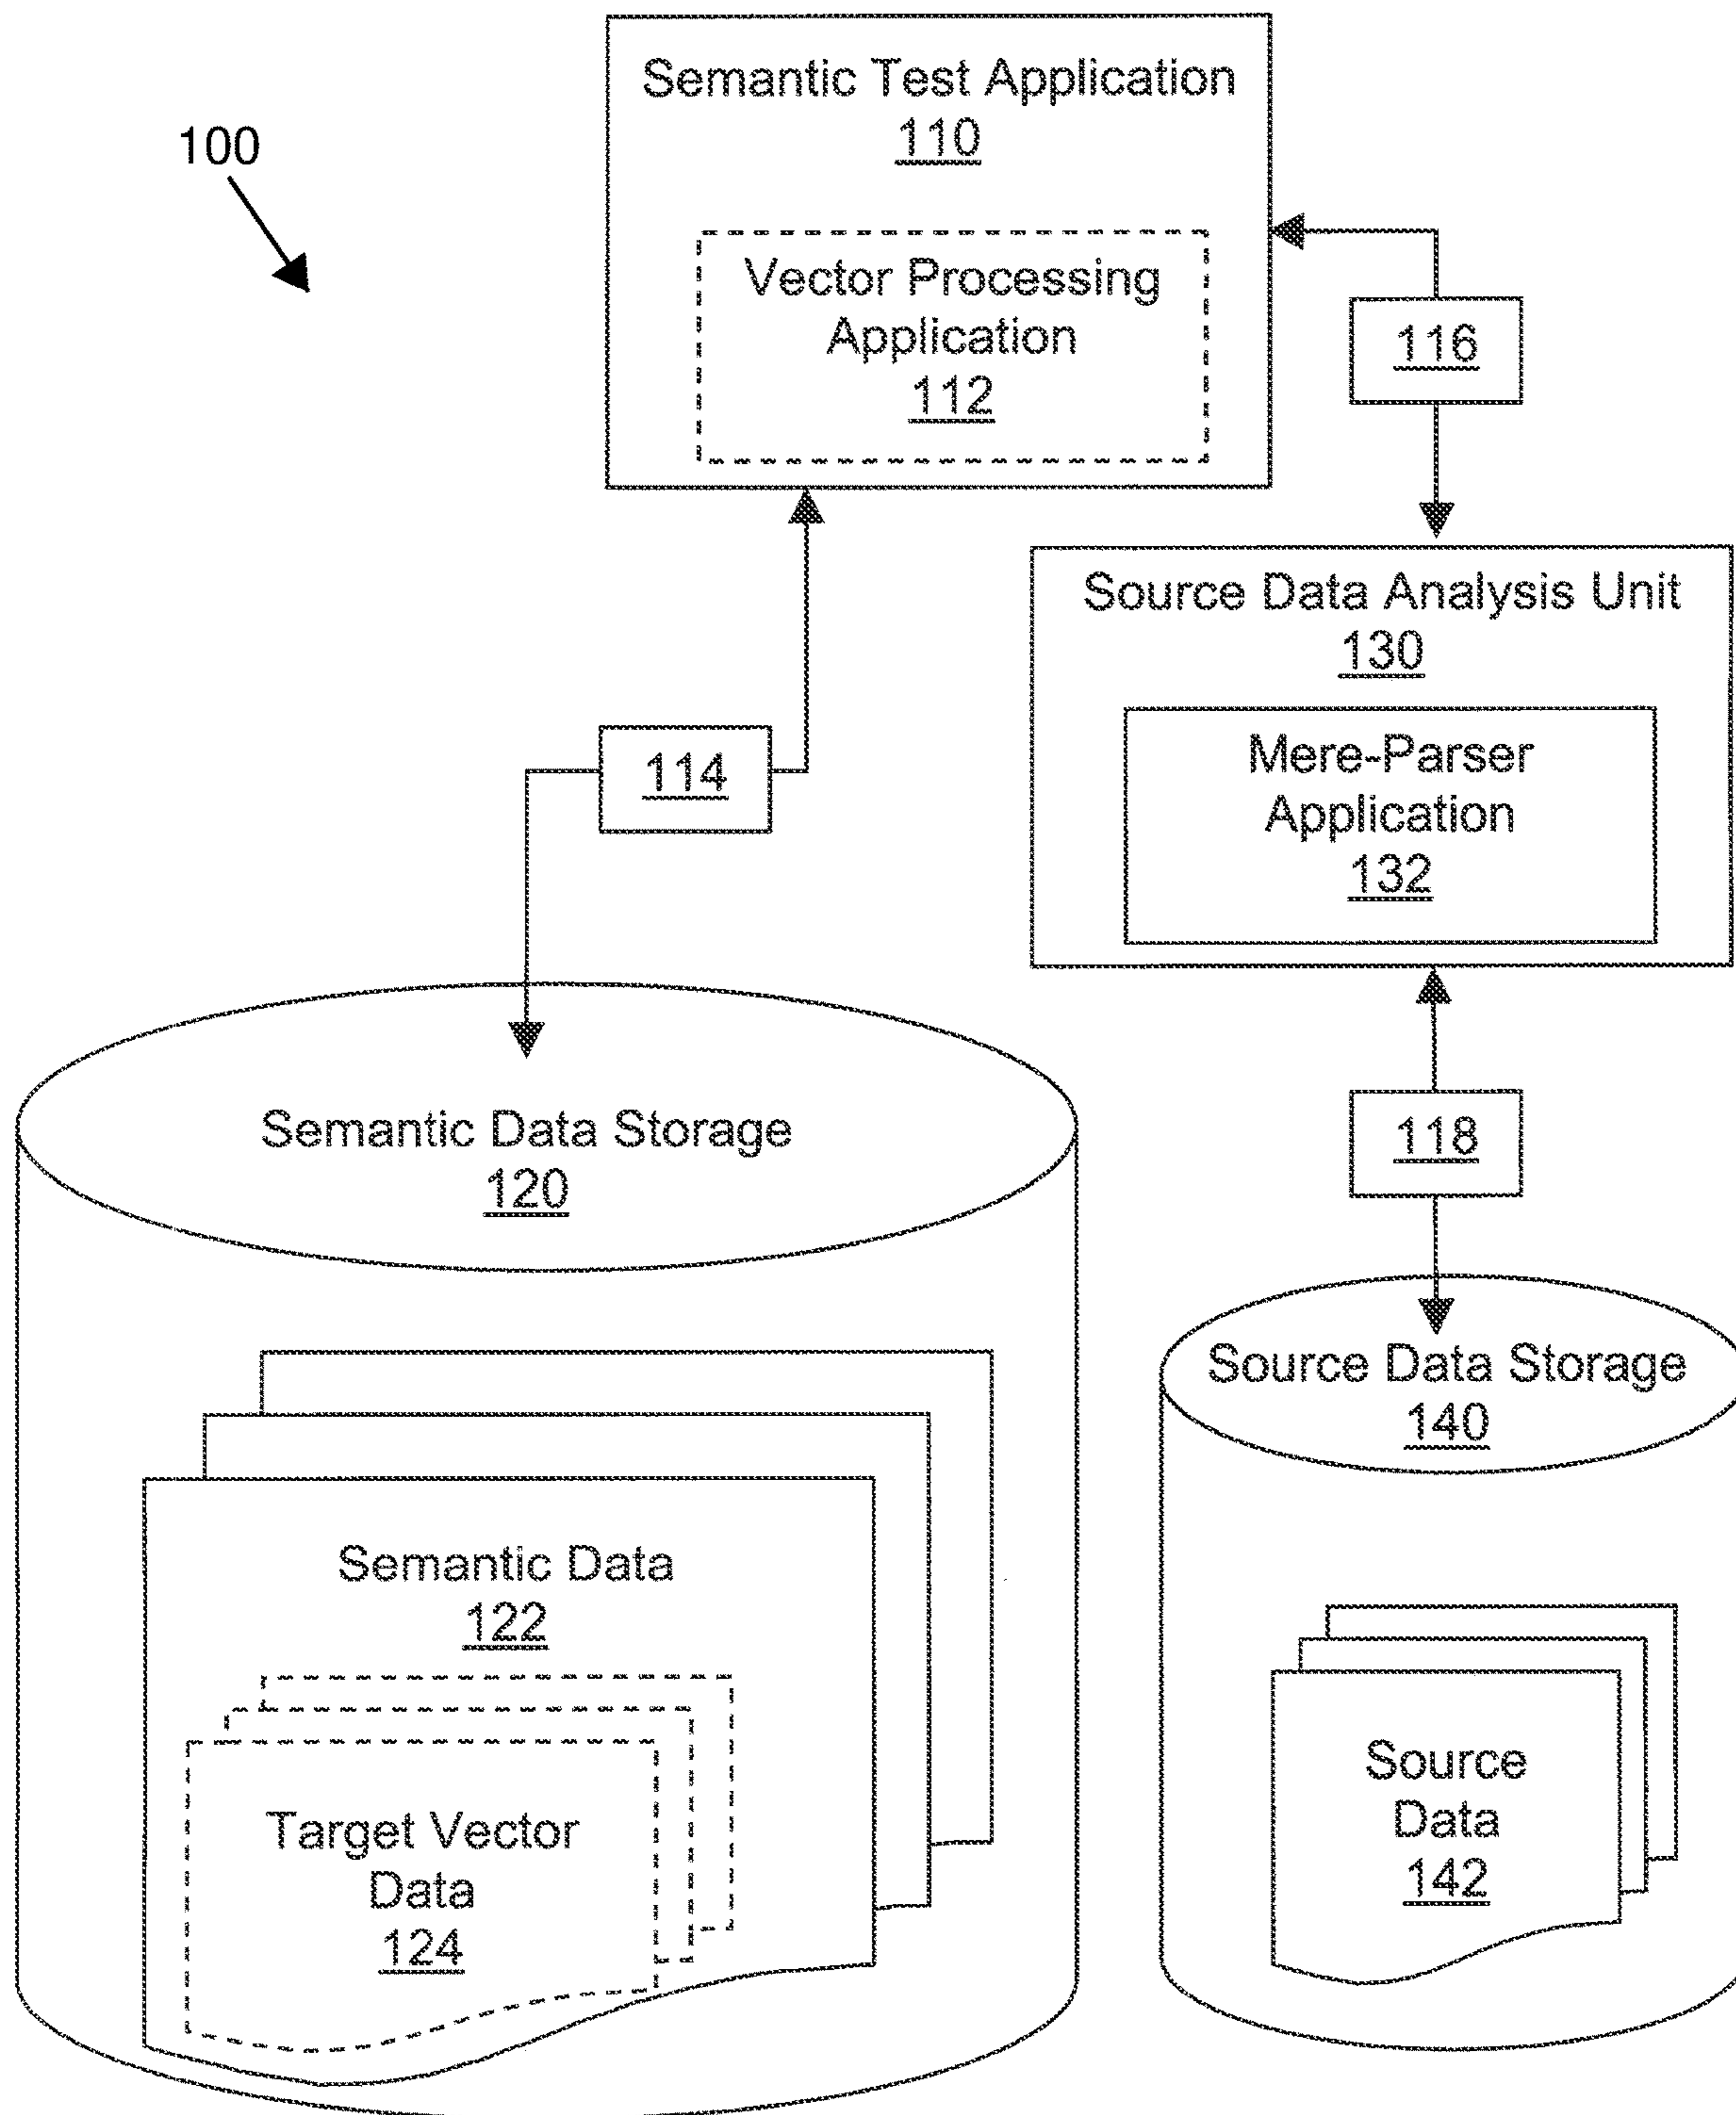 100
Semantic Test Application
110
Vector Processing
Application
112
116
Source Data Analysis Unit
130
Mere-Parser
Application
132
114
118
Semantic Data Storage
120
Source Data Storage
140
Semantic Data
122
Target Vector
Data
124
Source
Data
142